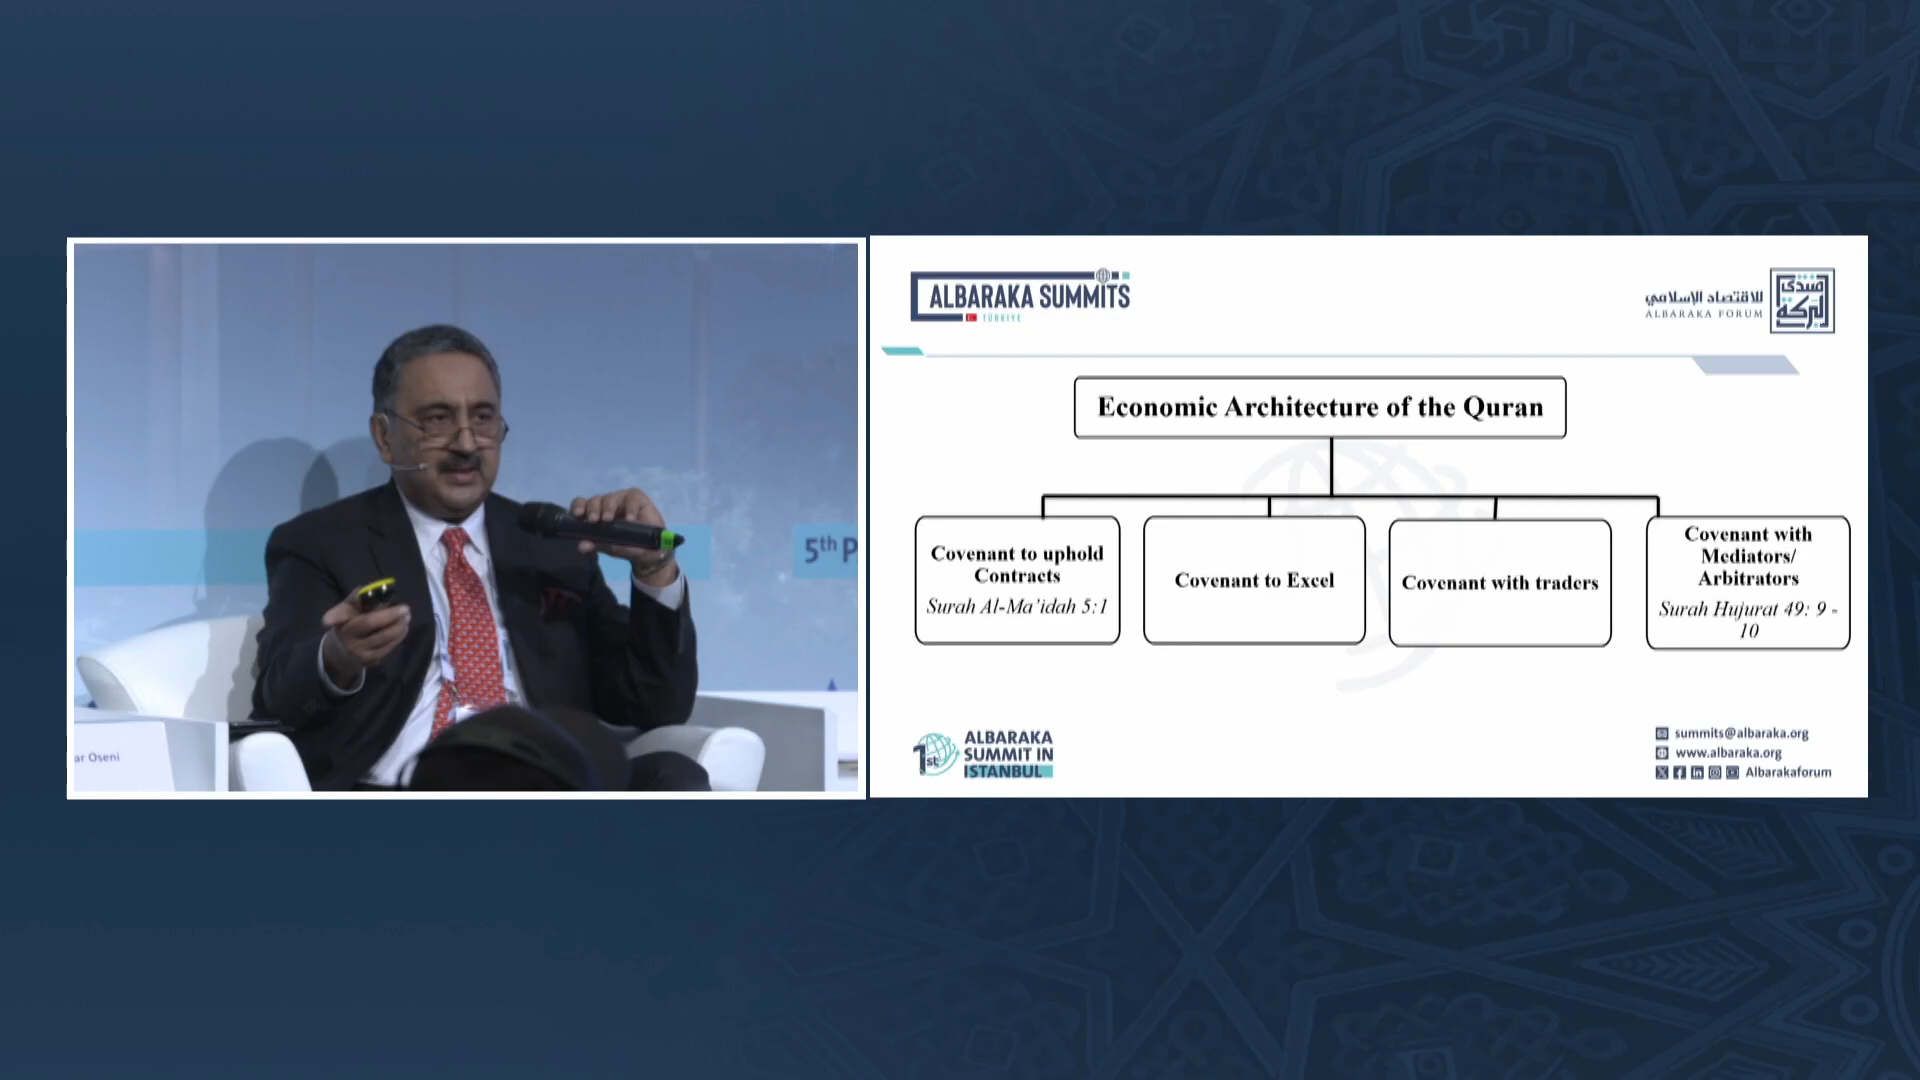 5th P
ar Oseni
ALBARAKA SUMMITS
TÜRKİYE
منتدى
البركة
للاقتصاد الإسلامي
ALBARAKA FORUM
Economic Architecture of the Quran
Covenant to uphold
Contracts
Surah Al-Ma'idah 5:1
Covenant to Excel
Covenant with traders
Covenant with
Mediators/
Arbitrators
Surah Hujurat 49: 9 -
10
1st
ALBARAKA
SUMMIT IN
ISTANBUL
summits@albaraka.org
www.albaraka.org
Albarakaforum